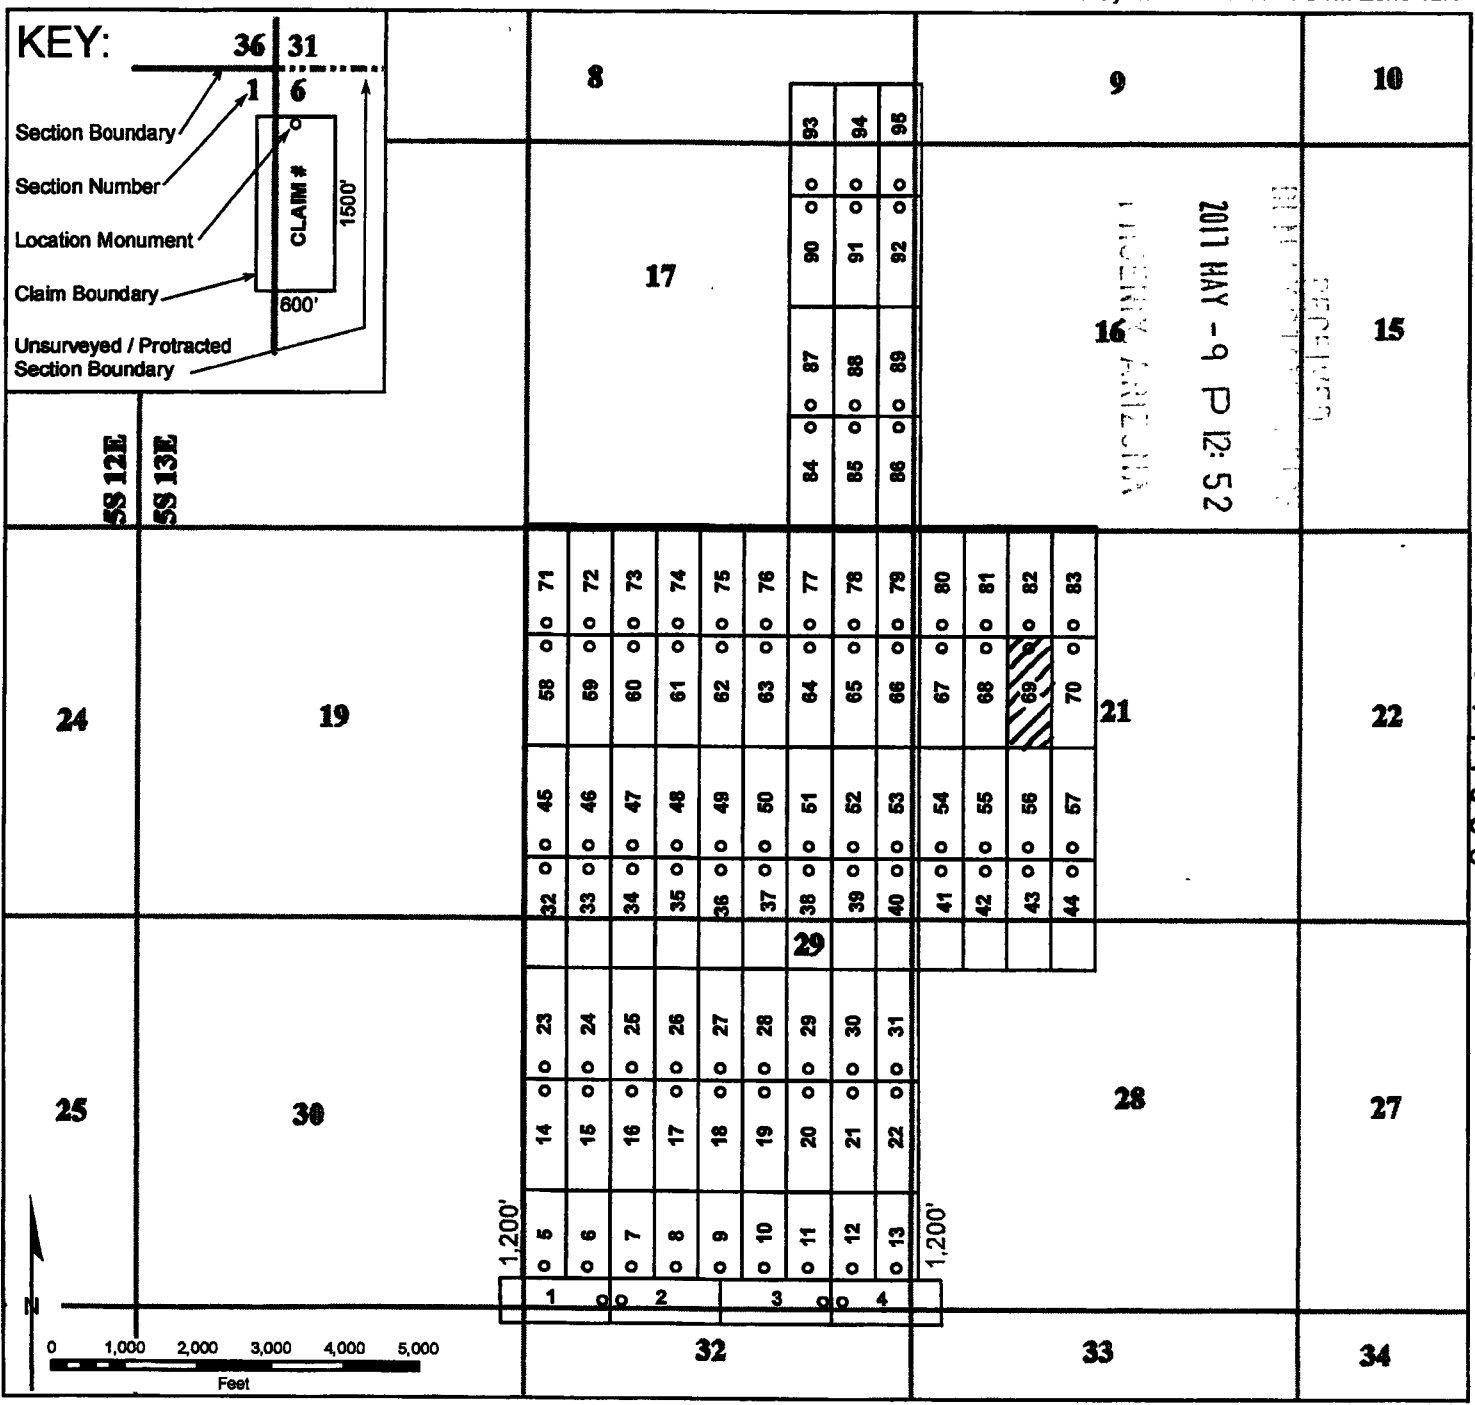 KEY:
36 31
1 6
Section Boundary
Section Number
Location Monument
Claim Boundary
Unsurveyed / Protracted
Section Boundary
CLAIM #
1500'
600'
5S 12E
5S 13E
8
9
10
93 94 95
17
16
15
90 91 92
87 88 89
84 85 86
2017 MAY -9 P 12: 52
RECEIVED
ARIZONA
71 72 73 74 75 76 77 78 79 80 81 82 83
58 59 60 61 62 63 64 65 66 67 68 69 70
24
19
21
22
45 46 47 48 49 50 51 52 53 54 55 56 57
32 33 34 35 36 37 38 39 40 41 42 43 44
29
23 24 25 26 27 28 29 30 31
25
30
28
27
14 15 16 17 18 19 20 21 22
1,200'
5 6 7 8 9 10 11 12 13
1,200'
1 2 3 4
N
0 1,000 2,000 3,000 4,000 5,000
Feet
32
33
34